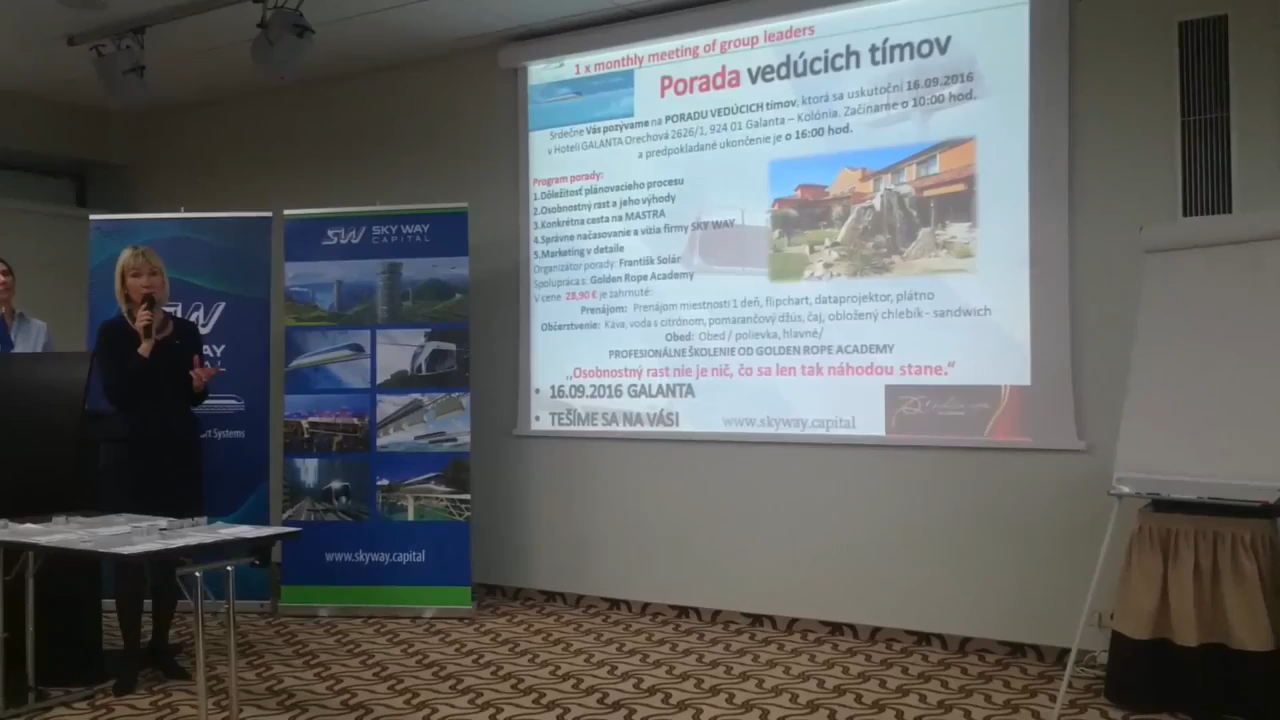 1 x monthly meeting of group leaders
Porada vedúcich tímov
Srdečne Vás pozývame na PORADU VEDÚCICH tímov, ktorá sa uskutoční 16.09.2016
v Hoteli GALANTA Orechová 2626/1, 924 01 Galanta – Kolónia. Začíname o 10:00 hod.
a predpokladané ukončenie je o 16:00 hod.
Program porady:
1.Dôležitosť plánovacieho procesu
2.Osobnostný rast a jeho výhody
3.Konkrétna cesta na MASTRA
4.Správne načasovanie a vízia firmy SKY WAY
5.Marketing v detaile
Organizátor porady: František Solár
Spolupráca s: Golden Rope Academy
V cene 28,90 € je zahrnuté:
Prenájom: Prenájom miestnosti 1 deň, flipchart, dataprojektor, plátno
Občerstvenie: Káva, voda s citrónom, pomarančový džús, čaj, obložený chlebík - sandwich
Obed: Obed / polievka, hlavné/
PROFESIONÁLNE ŠKOLENIE OD GOLDEN ROPE ACADEMY
„Osobnostný rast nie je nič, čo sa len tak náhodou stane.“
• 16.09.2016 GALANTA
• TEŠÍME SA NA VÁS!
www.skyway.capital
SW SKY WAY
CAPITAL
www.skyway.capital
W
WAY
rt Systems